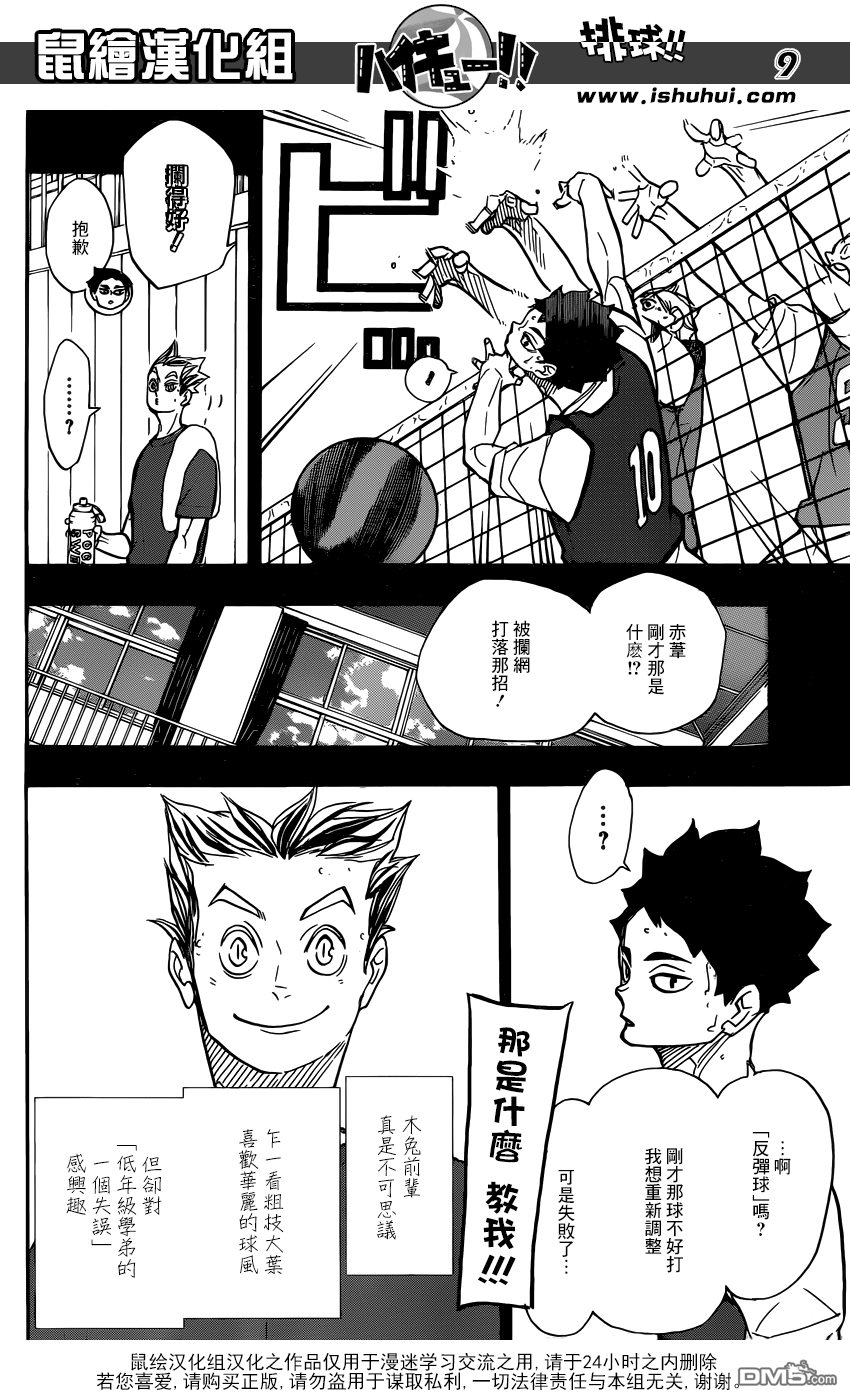 鼠繪漢化組
ハイキュー!!
排球!!
9
www.ishuhui.com
ビ
10
攔得好!
抱歉
……?
赤葦
剛才那是
什麽!?
被攔網
打落那招!
…?
…啊
「反彈球」嗎?
剛才那球不好打
我想重新調整
可是失敗了…
那是什麿 教我!!!
木兔前輩
真是不可思議
乍一看粗技大葉
喜歡華麗的球風
但卻對
「低年級學弟的
一個失誤」
感興趣
鼠绘汉化组汉化之作品仅用于漫迷学习交流之用, 请于24小时之内删除
若您喜爱, 请购买正版, 请勿盗用于谋取私利, 一切法律责任与本组无关, 谢谢.
DM5.com